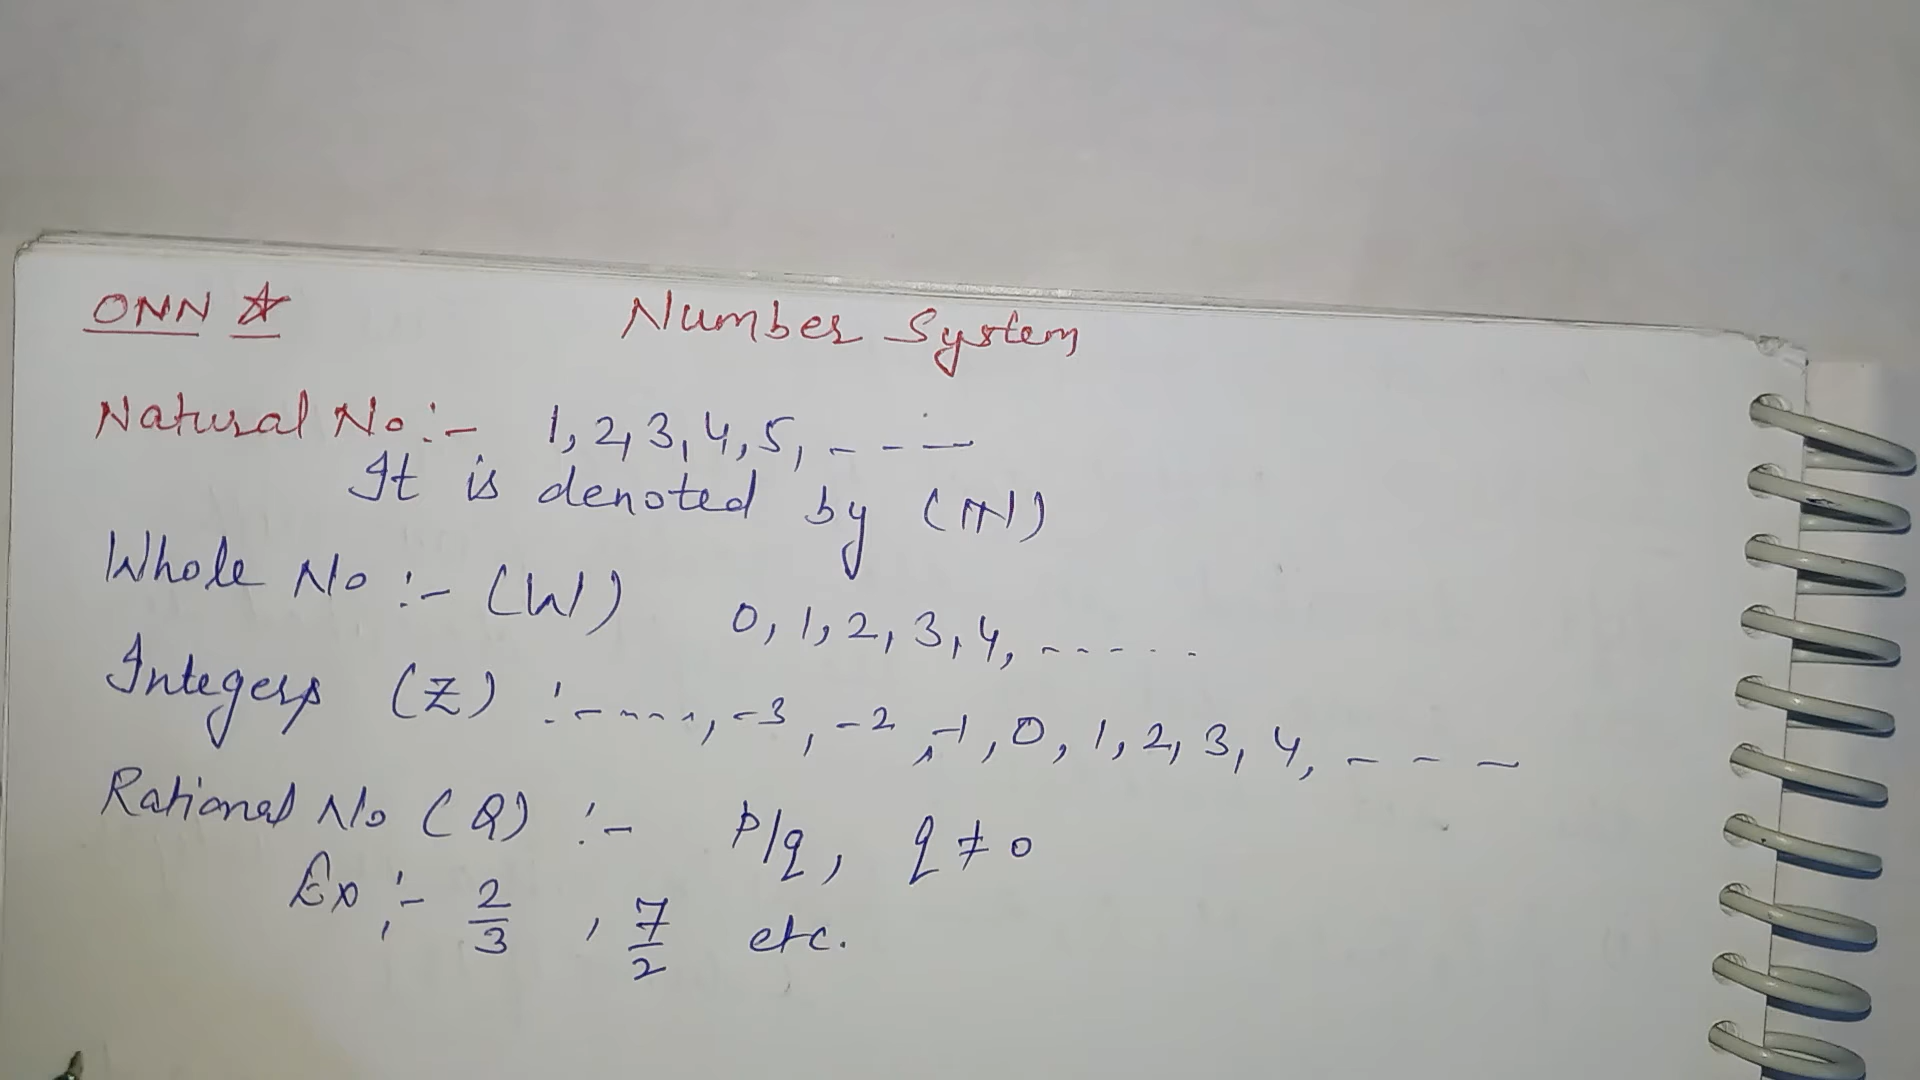 ONN ☆ Number System
Natural No :- 1, 2, 3, 4, 5, - - -
It is denoted by (N)
Whole No :- (W) 0, 1, 2, 3, 4, - - - - -
Integers (Z) :- - - - -, -3, -2, -1, 0, 1, 2, 3, 4, - - -
Rational No (Q) :- p/q, q ≠ 0
Ex :- 2/3, 7/2 etc.